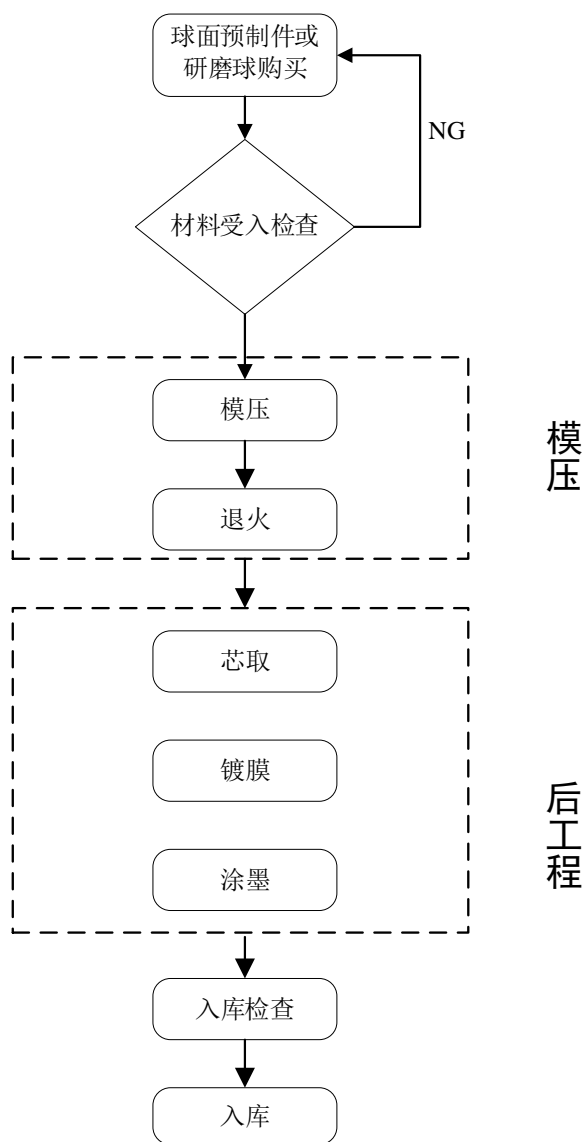 球面预制件或
研磨球购买
NG
材料受入检查
模压
退火
模压
芯取
镀膜
涂墨
后工程
入库检查
入库